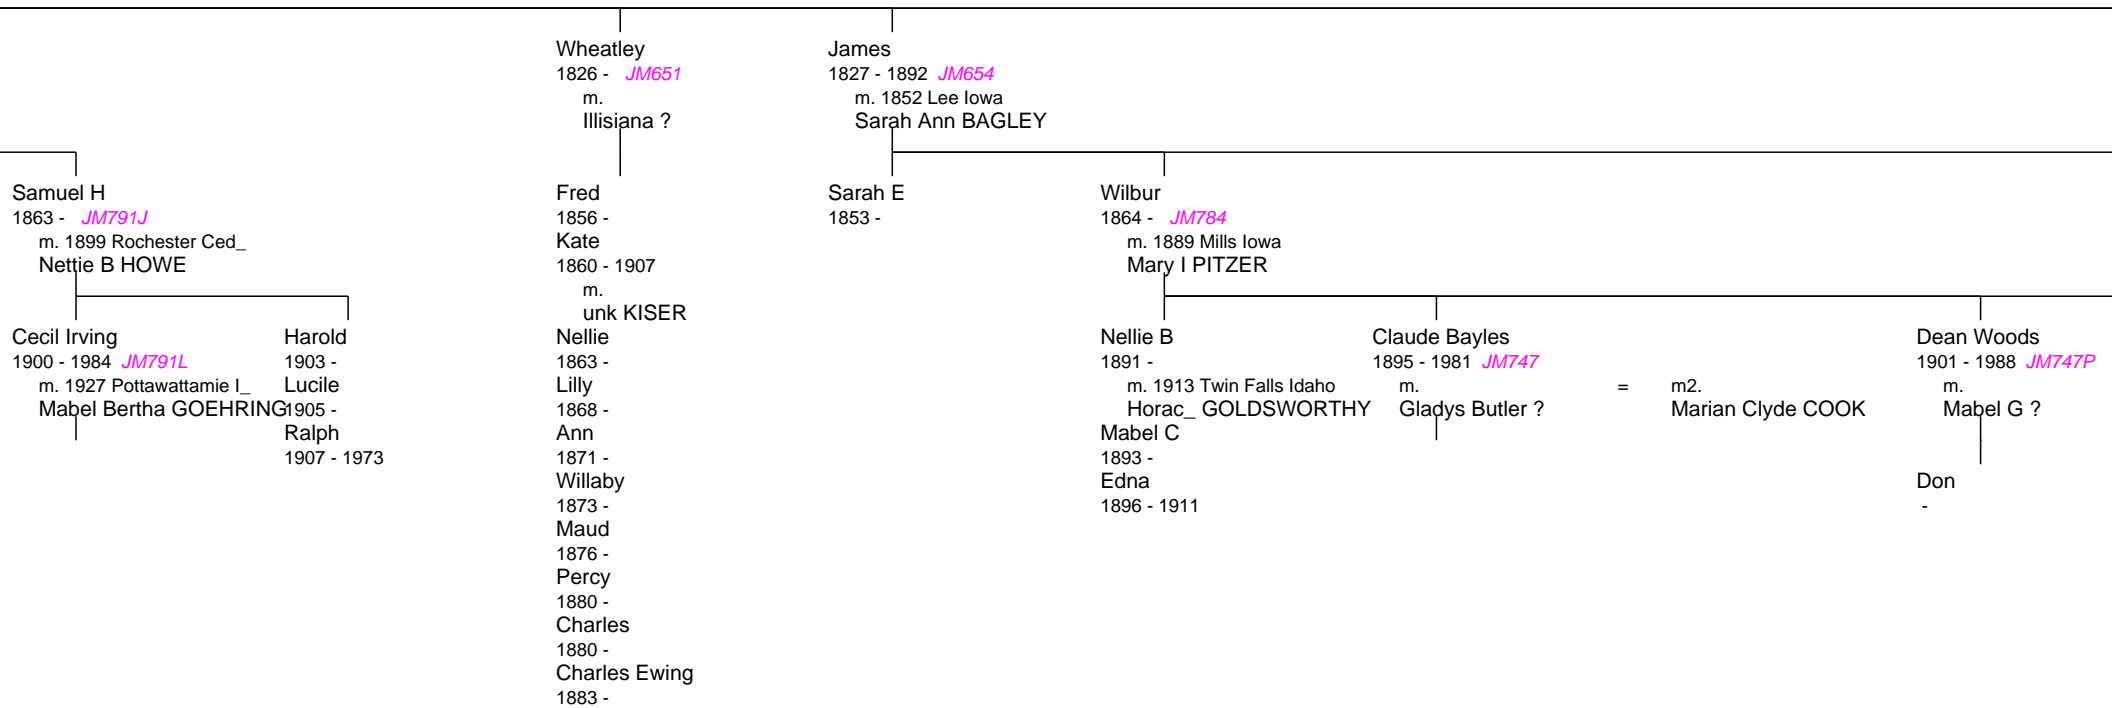 Wheatley
1826 - JM651
m.
Illisiana ?
James
1827 - 1892 JM654
m. 1852 Lee Iowa
Sarah Ann BAGLEY
Samuel H
1863 - JM791J
m. 1899 Rochester Ced_
Nettie B HOWE
Fred
1856 -
Kate
1860 - 1907
m.
unk KISER
Nellie
1863 -
Lilly
1868 -
Ann
1871 -
Willaby
1873 -
Maud
1876 -
Percy
1880 -
Charles
1880 -
Charles Ewing
1883 -
Sarah E
1853 -
Wilbur
1864 - JM784
m. 1889 Mills Iowa
Mary I PITZER
Cecil Irving
1900 - 1984 JM791L
m. 1927 Pottawattamie I_
Mabel Bertha GOEHRING
Harold
1903 -
Lucile
1905 -
Ralph
1907 - 1973
Nellie B
1891 -
m. 1913 Twin Falls Idaho
Horac_ GOLDSWORTHY
Mabel C
1893 -
Edna
1896 - 1911
Claude Bayles
1895 - 1981 JM747
m.
Gladys Butler ?
=
m2.
Marian Clyde COOK
Dean Woods
1901 - 1988 JM747P
m.
Mabel G ?
Don
-